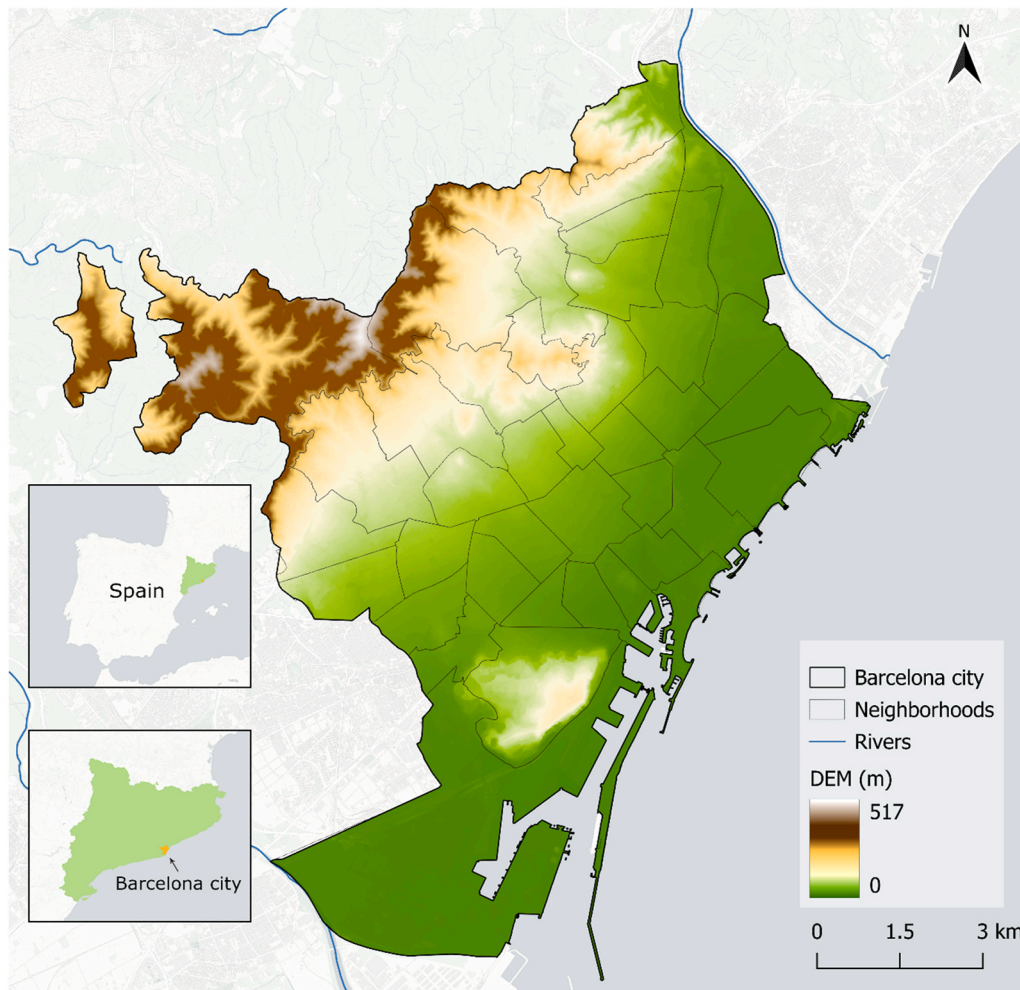 N
Spain
Barcelona city
Barcelona city
Neighborhoods
Rivers
DEM (m)
517
0
0 1.5 3 km